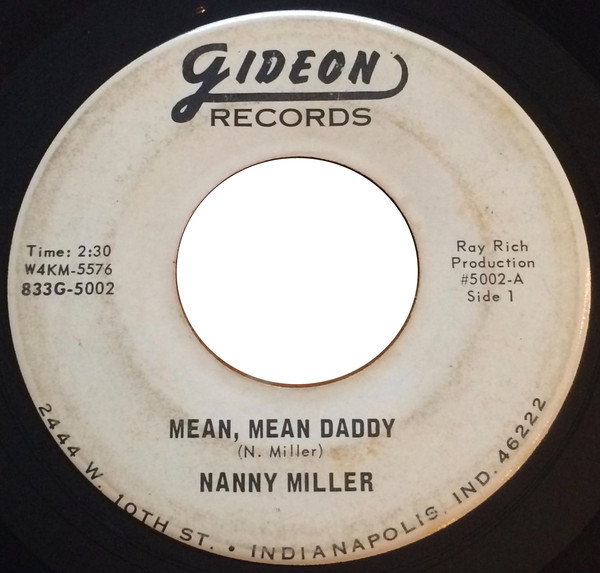 GIDEON
RECORDS
Time: 2:30
W4KM-5576
833G-5002
Ray Rich
Production
#5002-A
Side 1
MEAN, MEAN DADDY
(N. Miller)
NANNY MILLER
2444 W. 10TH ST. • INDIANAPOLIS, IND. 46222